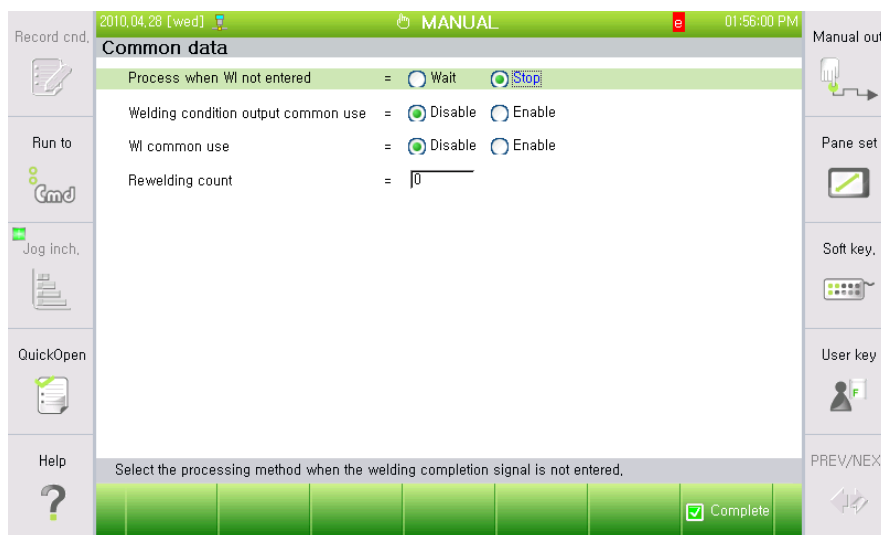 2010,04,28 [wed] MANUAL e 01:56:00 PM
Common data
Record cnd,
Run to
Cmd
Jog inch,
QuickOpen
Help
Process when WI not entered = Wait Stop
Welding condition output common use = Disable Enable
WI common use = Disable Enable
Rewelding count = 0
Select the processing method when the welding completion signal is not entered,
Complete
Manual out
Pane set
Soft key,
User key
F
PREV/NEX